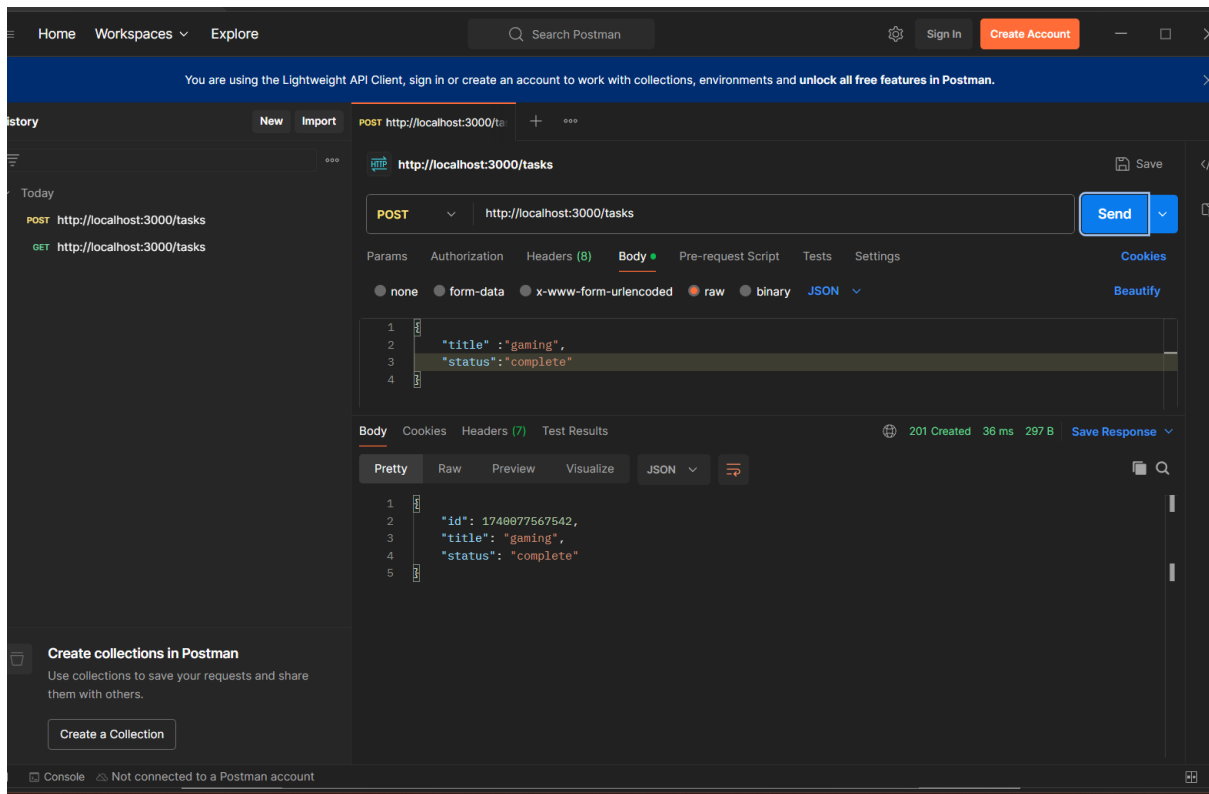 Home Workspaces Explore Search Postman Sign In Create Account
You are using the Lightweight API Client, sign in or create an account to work with collections, environments and unlock all free features in Postman.
istory New Import
POST http://localhost:3000/ta
HTTP http://localhost:3000/tasks Save
Today
POST http://localhost:3000/tasks
GET http://localhost:3000/tasks
POST http://localhost:3000/tasks Send
Params Authorization Headers (8) Body Pre-request Script Tests Settings Cookies
none form-data x-www-form-urlencoded raw binary JSON Beautify
1 {
2 "title" :"gaming",
3 "status":"complete"
4 }
Body Cookies Headers (7) Test Results 201 Created 36 ms 297 B Save Response
Pretty Raw Preview Visualize JSON
1 {
2 "id": 1740077567542,
3 "title": "gaming",
4 "status": "complete"
5 }
Create collections in Postman
Use collections to save your requests and share
them with others.
Create a Collection
Console Not connected to a Postman account